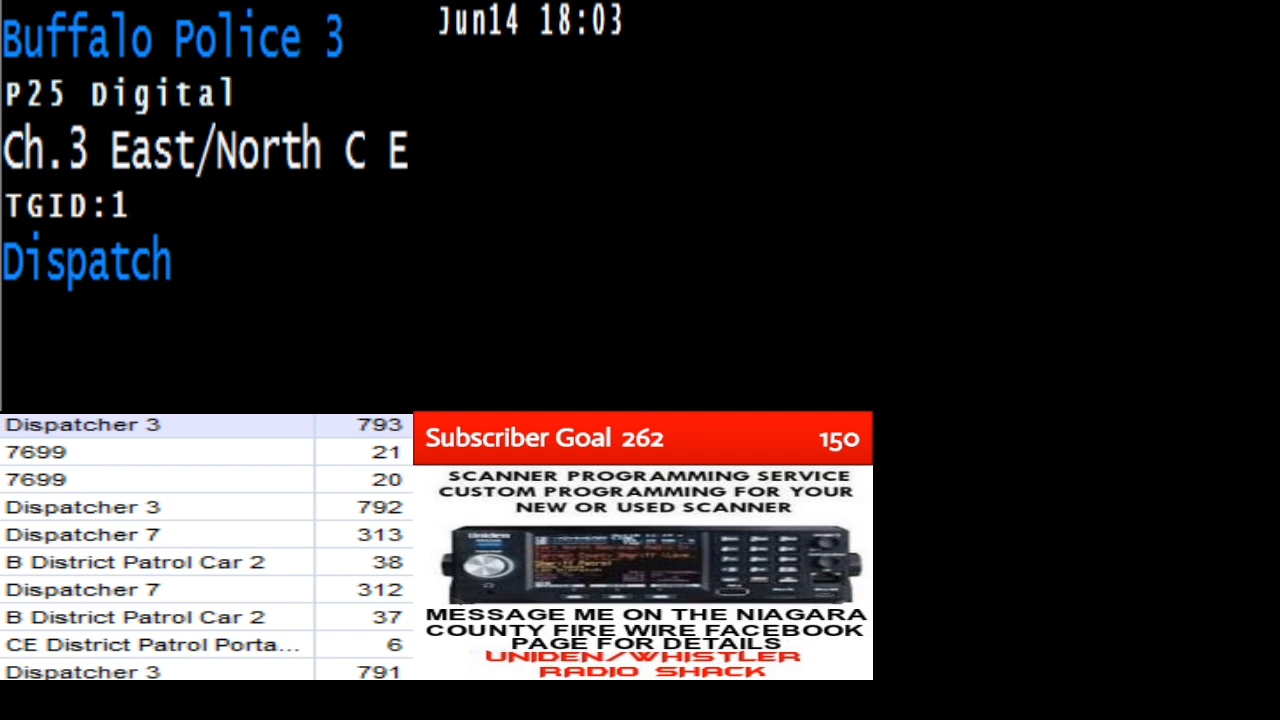 Buffalo Police 3
Jun14 18:03
P25 Digital
Ch.3 East/North C E
TGID:1
Dispatch
Dispatcher 3 793
7699 21
7699 20
Dispatcher 3 792
Dispatcher 7 313
B District Patrol Car 2 38
Dispatcher 7 312
B District Patrol Car 2 37
CE District Patrol Porta... 6
Dispatcher 3 791
Subscriber Goal 262 150
SCANNER PROGRAMMING SERVICE
CUSTOM PROGRAMMING FOR YOUR
NEW OR USED SCANNER
Uniden
MESSAGE ME ON THE NIAGARA
COUNTY FIRE WIRE FACEBOOK
PAGE FOR DETAILS
UNIDEN/WHISTLER
RADIO SHACK